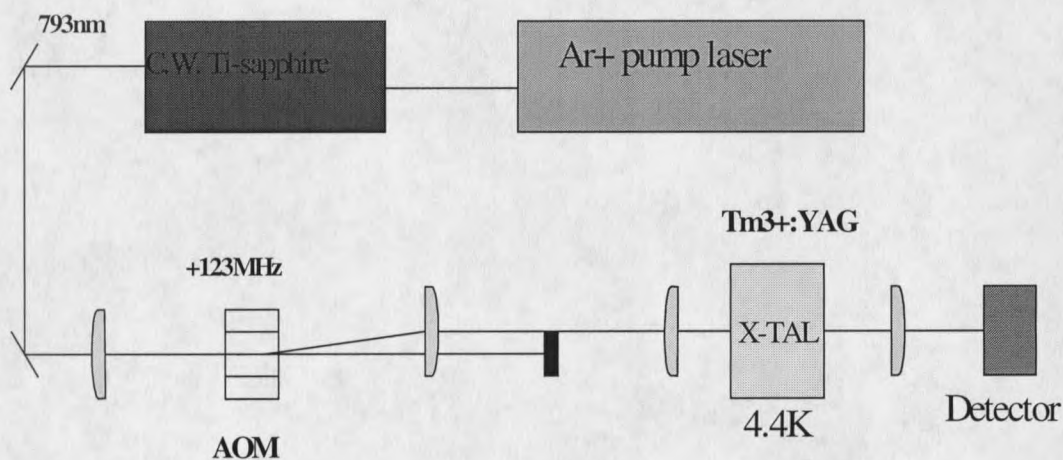 793nm
C.W. Ti-sapphire
Ar+ pump laser
Tm3+:YAG
+123MHz
X-TAL
4.4K
Detector
AOM